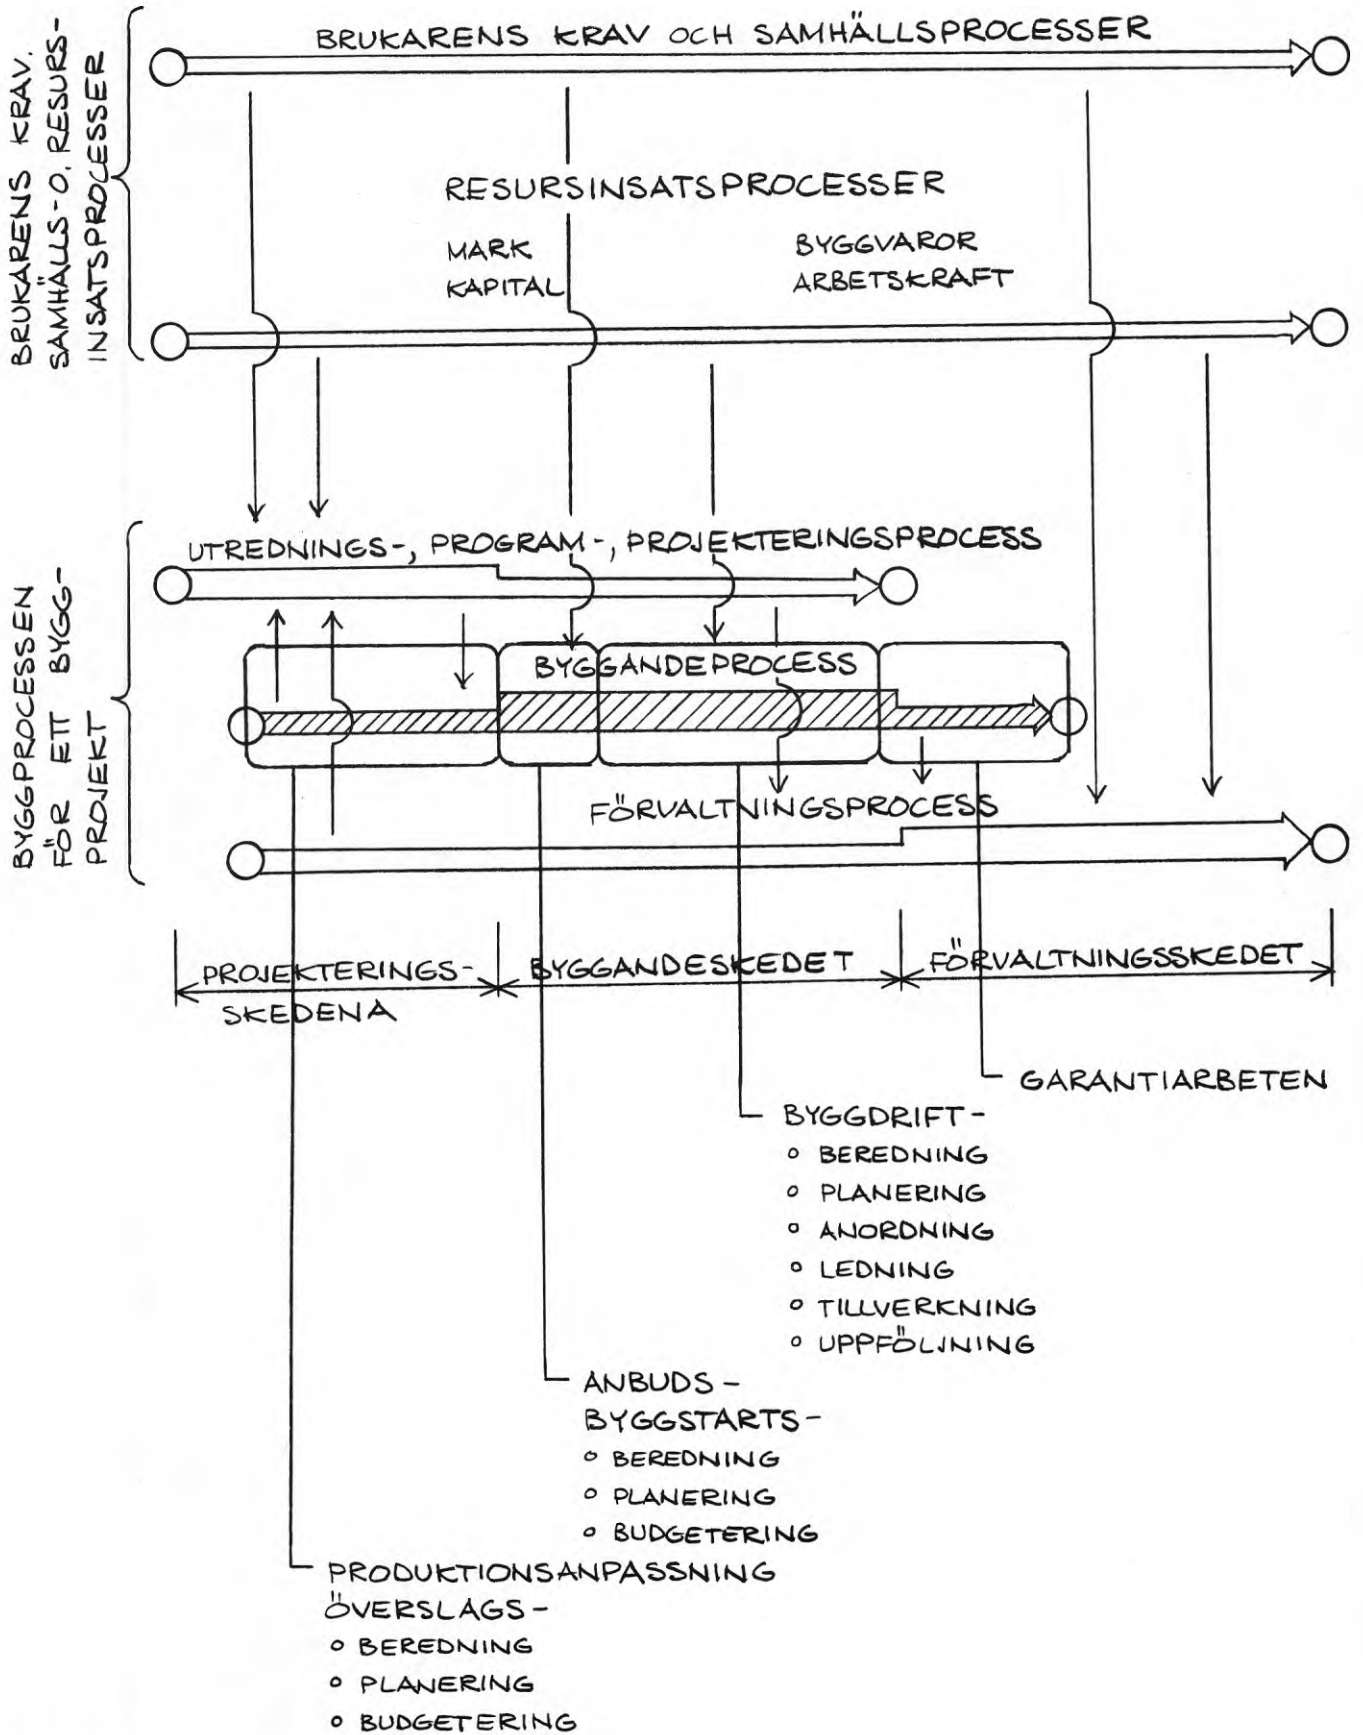 BRUKARENS KRAV,
SAMHÄLLS- O. RESURS-
INSATSPROCESSER
BRUKARENS KRAV OCH SAMHÄLLSPROCESSER
RESURSINSATSPROCESSER
MARK
KAPITAL
BYGGVAROR
ARBETSKRAFT
BYGGPROCESSEN
FÖR ETT BYGG-
PROJEKT
UTREDNINGS-, PROGRAM-, PROJEKTERINGSPROCESS
BYGGANDEPROCESS
FÖRVALTNINGSPROCESS
PROJEKTERINGS-
SKEDENA
BYGGANDESKEDET
FÖRVALTNINGSSKEDET
GARANTIARBETEN
BYGGDRIFT-
o BEREDNING
o PLANERING
o ANORDNING
o LEDNING
o TILLVERKNING
o UPPFÖLJNING
ANBUDS-
BYGGSTARTS-
o BEREDNING
o PLANERING
o BUDGETERING
PRODUKTIONSANPASSNING
ÖVERSLAGS-
o BEREDNING
o PLANERING
o BUDGETERING